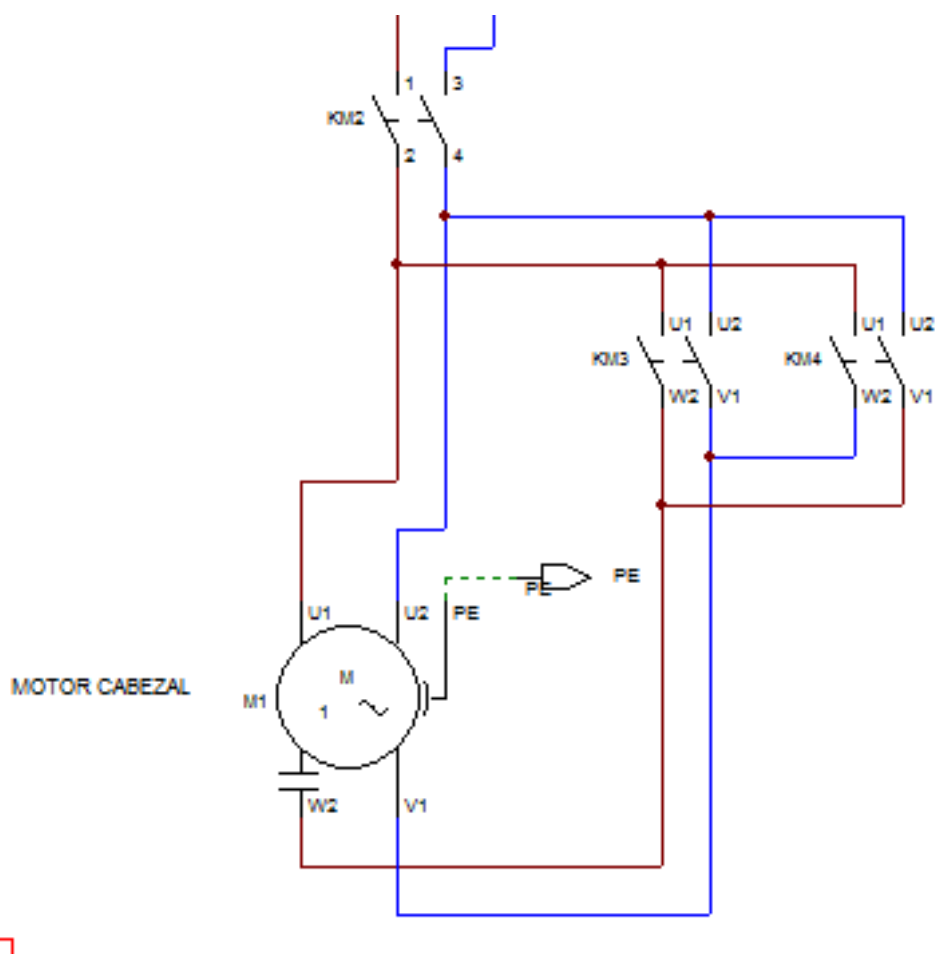 1 3
KM2
2 4
U1 U2 U1 U2
KM3 KM4
W2 V1 W2 V1
PE PE
U1 U2 PE
MOTOR CABEZAL M1 M
1
W2 V1